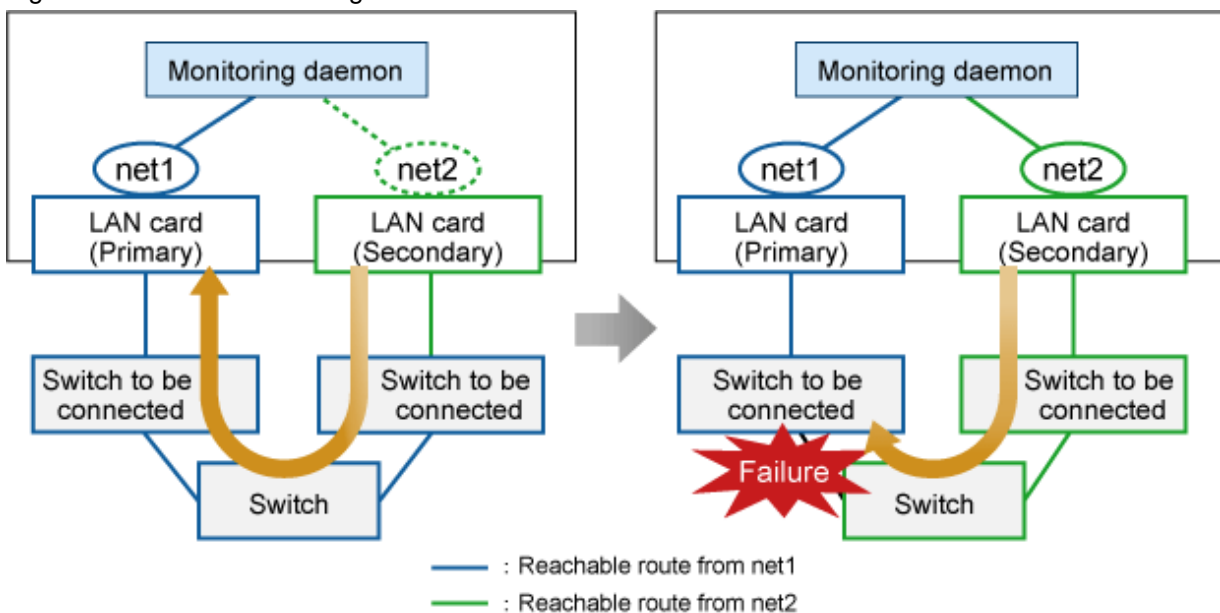 Monitoring daemon
net1
net2
LAN card
(Primary)
LAN card
(Secondary)
Switch to be
connected
Switch to be
connected
Switch
Monitoring daemon
net1
net2
LAN card
(Primary)
LAN card
(Secondary)
Switch to be
connected
Switch to be
connected
Failure
Switch
: Reachable route from net1
: Reachable route from net2